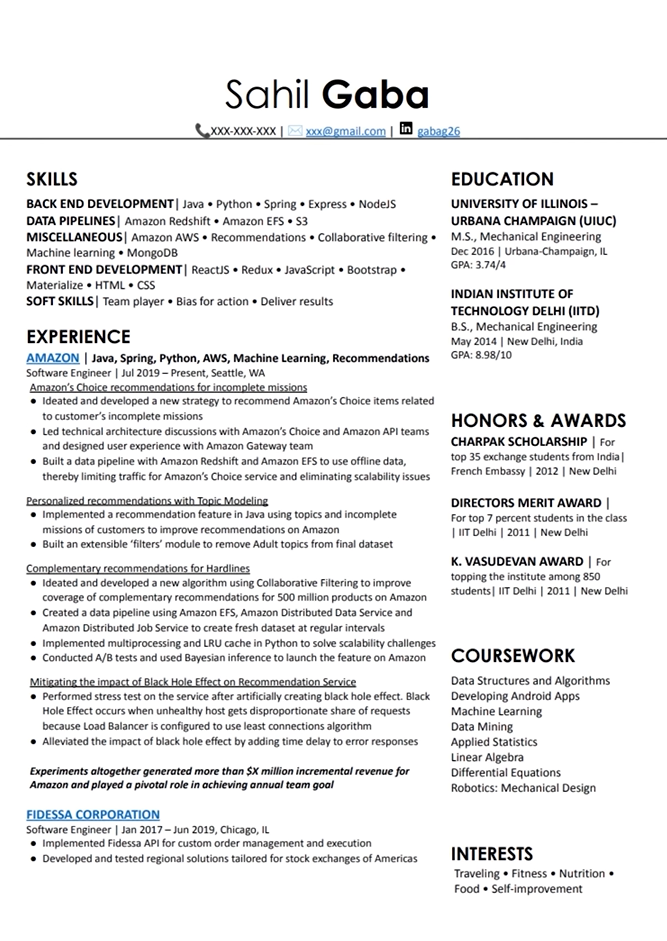 Sahil Gaba
XXX-XXX-XXX | xxx@gmail.com | in gabag26
SKILLS
BACK END DEVELOPMENT| Java • Python • Spring • Express • NodeJS
DATA PIPELINES| Amazon Redshift • Amazon EFS • S3
MISCELLANEOUS| Amazon AWS • Recommendations • Collaborative filtering •
Machine learning • MongoDB
FRONT END DEVELOPMENT| ReactJS • Redux • JavaScript • Bootstrap •
Materialize • HTML • CSS
SOFT SKILLS| Team player • Bias for action • Deliver results
EXPERIENCE
AMAZON | Java, Spring, Python, AWS, Machine Learning, Recommendations
Software Engineer | Jul 2019 – Present, Seattle, WA
Amazon's Choice recommendations for incomplete missions
● Ideated and developed a new strategy to recommend Amazon's Choice items related
to customer's incomplete missions
● Led technical architecture discussions with Amazon's Choice and Amazon API teams
and designed user experience with Amazon Gateway team
● Built a data pipeline with Amazon Redshift and Amazon EFS to use offline data,
thereby limiting traffic for Amazon's Choice service and eliminating scalability issues
Personalized recommendations with Topic Modeling
● Implemented a recommendation feature in Java using topics and incomplete
missions of customers to improve recommendations on Amazon
● Built an extensible 'filters' module to remove Adult topics from final dataset
Complementary recommendations for Hardlines
● Ideated and developed a new algorithm using Collaborative Filtering to improve
coverage of complementary recommendations for 500 million products on Amazon
● Created a data pipeline using Amazon EFS, Amazon Distributed Data Service and
Amazon Distributed Job Service to create fresh dataset at regular intervals
● Implemented multiprocessing and LRU cache in Python to solve scalability challenges
● Conducted A/B tests and used Bayesian inference to launch the feature on Amazon
Mitigating the impact of Black Hole Effect on Recommendation Service
● Performed stress test on the service after artificially creating black hole effect. Black
Hole Effect occurs when unhealthy host gets disproportionate share of requests
because Load Balancer is configured to use least connections algorithm
● Alleviated the impact of black hole effect by adding time delay to error responses
Experiments altogether generated more than $X million incremental revenue for
Amazon and played a pivotal role in achieving annual team goal
FIDESSA CORPORATION
Software Engineer | Jan 2017 – Jun 2019, Chicago, IL
● Implemented Fidessa API for custom order management and execution
● Developed and tested regional solutions tailored for stock exchanges of Americas
EDUCATION
UNIVERSITY OF ILLINOIS –
URBANA CHAMPAIGN (UIUC)
M.S., Mechanical Engineering
Dec 2016 | Urbana-Champaign, IL
GPA: 3.74/4
INDIAN INSTITUTE OF
TECHNOLOGY DELHI (IITD)
B.S., Mechanical Engineering
May 2014 | New Delhi, India
GPA: 8.98/10
HONORS & AWARDS
CHARPAK SCHOLARSHIP | For
top 35 exchange students from India|
French Embassy | 2012 | New Delhi
DIRECTORS MERIT AWARD |
For top 7 percent students in the class
| IIT Delhi | 2011 | New Delhi
K. VASUDEVAN AWARD | For
topping the institute among 850
students| IIT Delhi | 2011 | New Delhi
COURSEWORK
Data Structures and Algorithms
Developing Android Apps
Machine Learning
Data Mining
Applied Statistics
Linear Algebra
Differential Equations
Robotics: Mechanical Design
INTERESTS
Traveling • Fitness • Nutrition •
Food • Self-improvement